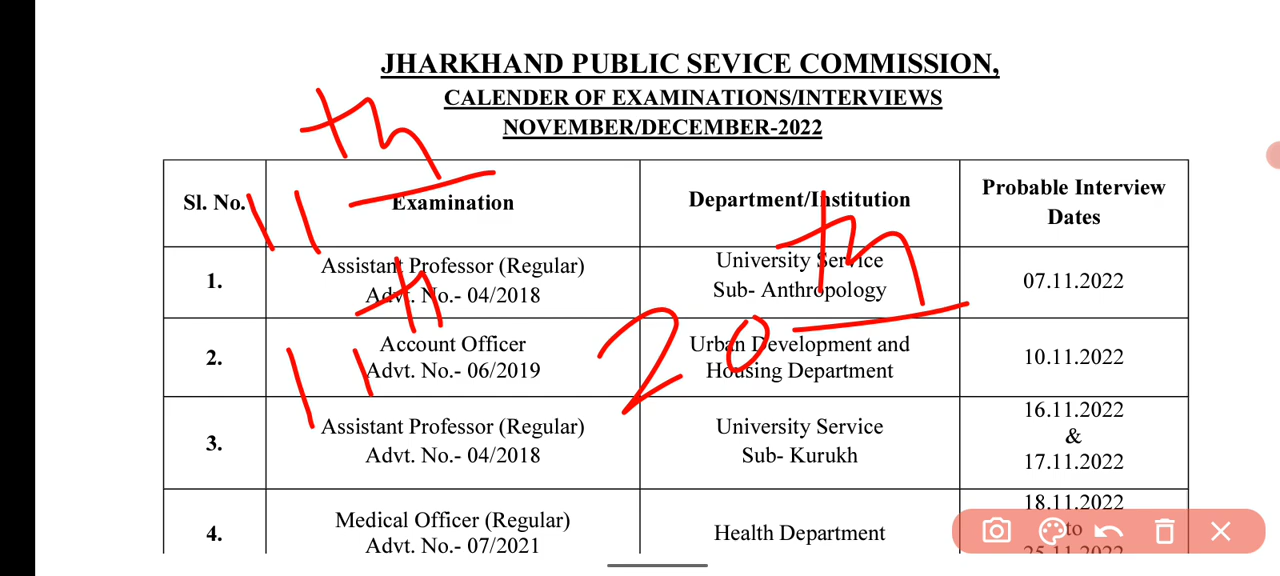 JHARKHAND PUBLIC SEVICE COMMISSION,
CALENDER OF EXAMINATIONS/INTERVIEWS
NOVEMBER/DECEMBER-2022
Sl. No. Examination Department/Institution Probable Interview Dates
1. Assistant Professor (Regular) University Service 07.11.2022
Advt. No.- 04/2018 Sub- Anthropology
2. Account Officer Urban Development and 10.11.2022
Advt. No.- 06/2019 Housing Department
3. Assistant Professor (Regular) University Service 16.11.2022
&
Advt. No.- 04/2018 Sub- Kurukh 17.11.2022
4. Medical Officer (Regular) Health Department 18.11.2022
to
Advt. No.- 07/2021 25.11.2022
11th
11th
20th